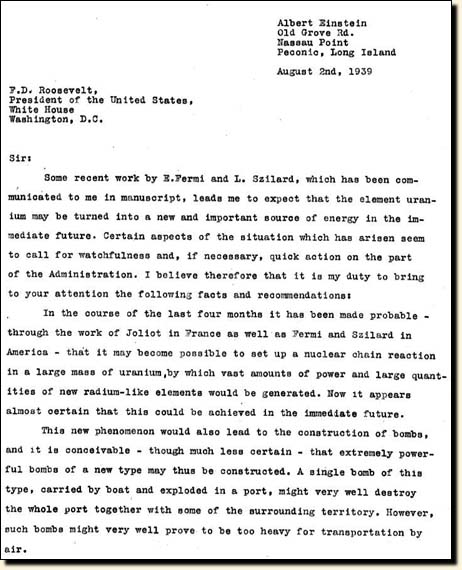 Albert Einstein
Old Grove Rd.
Nassau Point
Peconic, Long Island
August 2nd, 1939
F.D. Roosevelt,
President of the United States,
White House
Washington, D.C.
Sir:
Some recent work by E.Fermi and L. Szilard, which has been com-
municated to me in manuscript, leads me to expect that the element uran-
ium may be turned into a new and important source of energy in the im-
mediate future. Certain aspects of the situation which has arisen seem
to call for watchfulness and, if necessary, quick action on the part
of the Administration. I believe therefore that it is my duty to bring
to your attention the following facts and recommendations:
In the course of the last four months it has been made probable -
through the work of Joliot in France as well as Fermi and Szilard in
America - that it may become possible to set up a nuclear chain reaction
in a large mass of uranium,by which vast amounts of power and large quant-
ities of new radium-like elements would be generated. Now it appears
almost certain that this could be achieved in the immediate future.
This new phenomenon would also lead to the construction of bombs,
and it is conceivable - though much less certain - that extremely power-
ful bombs of a new type may thus be constructed. A single bomb of this
type, carried by boat and exploded in a port, might very well destroy
the whole port together with some of the surrounding territory. However,
such bombs might very well prove to be too heavy for transportation by
air.